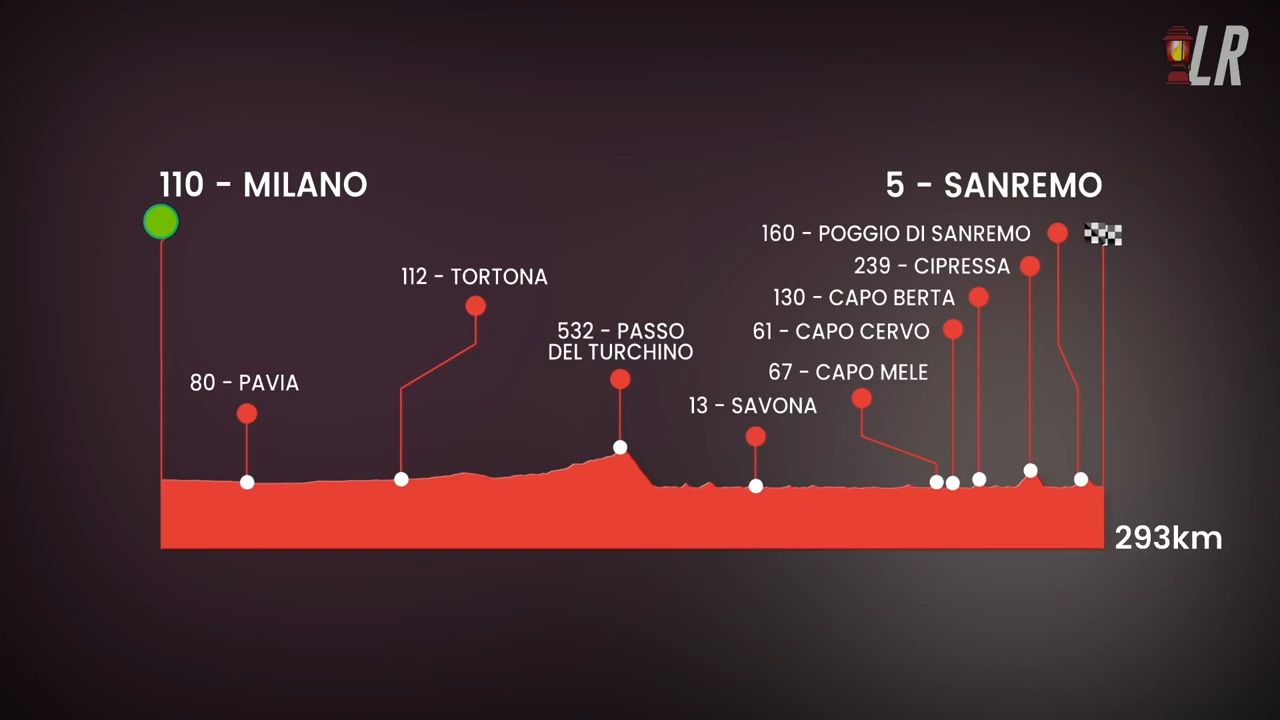 LR
110 - MILANO
5 - SANREMO
160 - POGGIO DI SANREMO
239 - CIPRESSA
112 - TORTONA
130 - CAPO BERTA
532 - PASSO
DEL TURCHINO
61 - CAPO CERVO
67 - CAPO MELE
80 - PAVIA
13 - SAVONA
293km